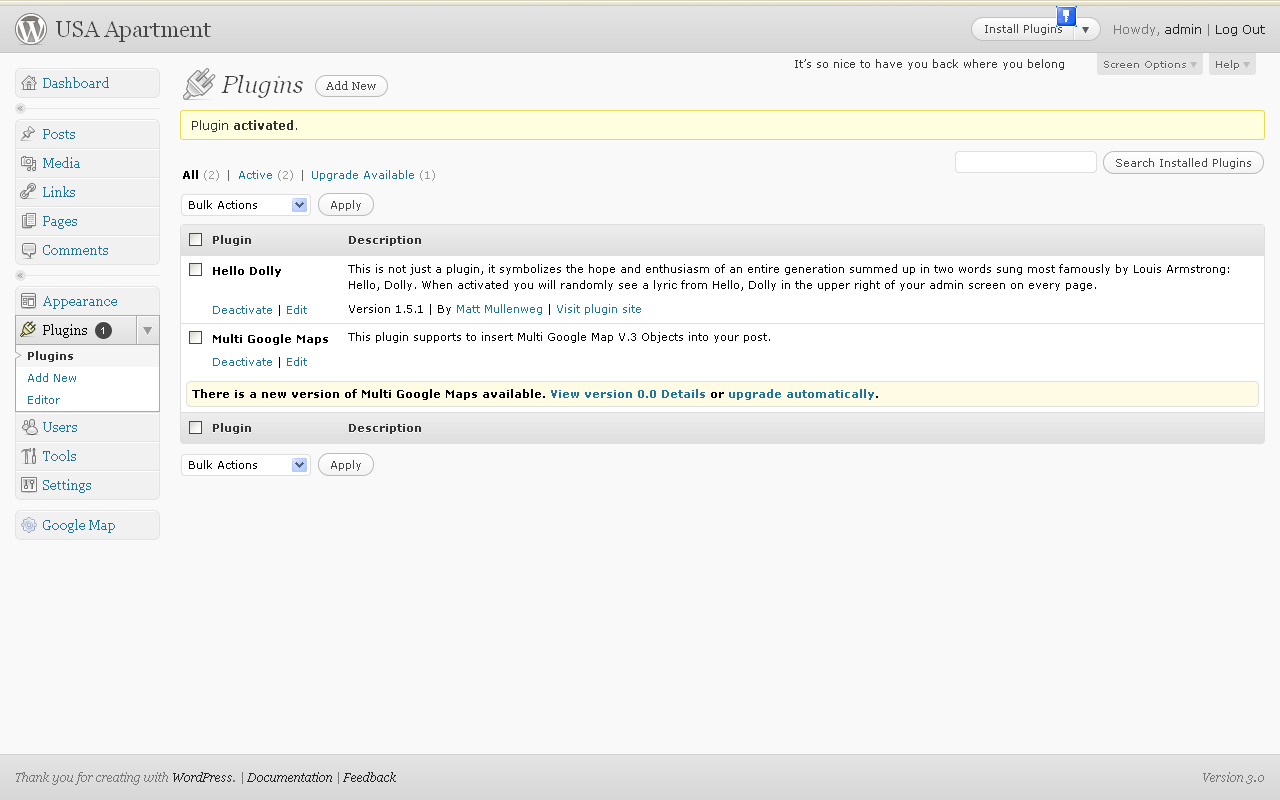 USA Apartment
Install Plugins
Howdy, admin | Log Out
It's so nice to have you back where you belong
Screen Options
Help
Dashboard
Posts
Media
Links
Pages
Comments
Appearance
Plugins 1
Plugins
Add New
Editor
Users
Tools
Settings
Google Map
Plugins
Add New
Plugin activated.
All (2) | Active (2) | Upgrade Available (1)
Search Installed Plugins
Bulk Actions
Apply
Plugin Description
Hello Dolly
This is not just a plugin, it symbolizes the hope and enthusiasm of an entire generation summed up in two words sung most famously by Louis Armstrong:
Hello, Dolly. When activated you will randomly see a lyric from Hello, Dolly in the upper right of your admin screen on every page.
Deactivate | Edit
Version 1.5.1 | By Matt Mullenweg | Visit plugin site
Multi Google Maps
This plugin supports to insert Multi Google Map V.3 Objects into your post.
Deactivate | Edit
There is a new version of Multi Google Maps available. View version 0.0 Details or upgrade automatically.
Plugin Description
Bulk Actions
Apply
Thank you for creating with WordPress. | Documentation | Feedback
Version 3.0